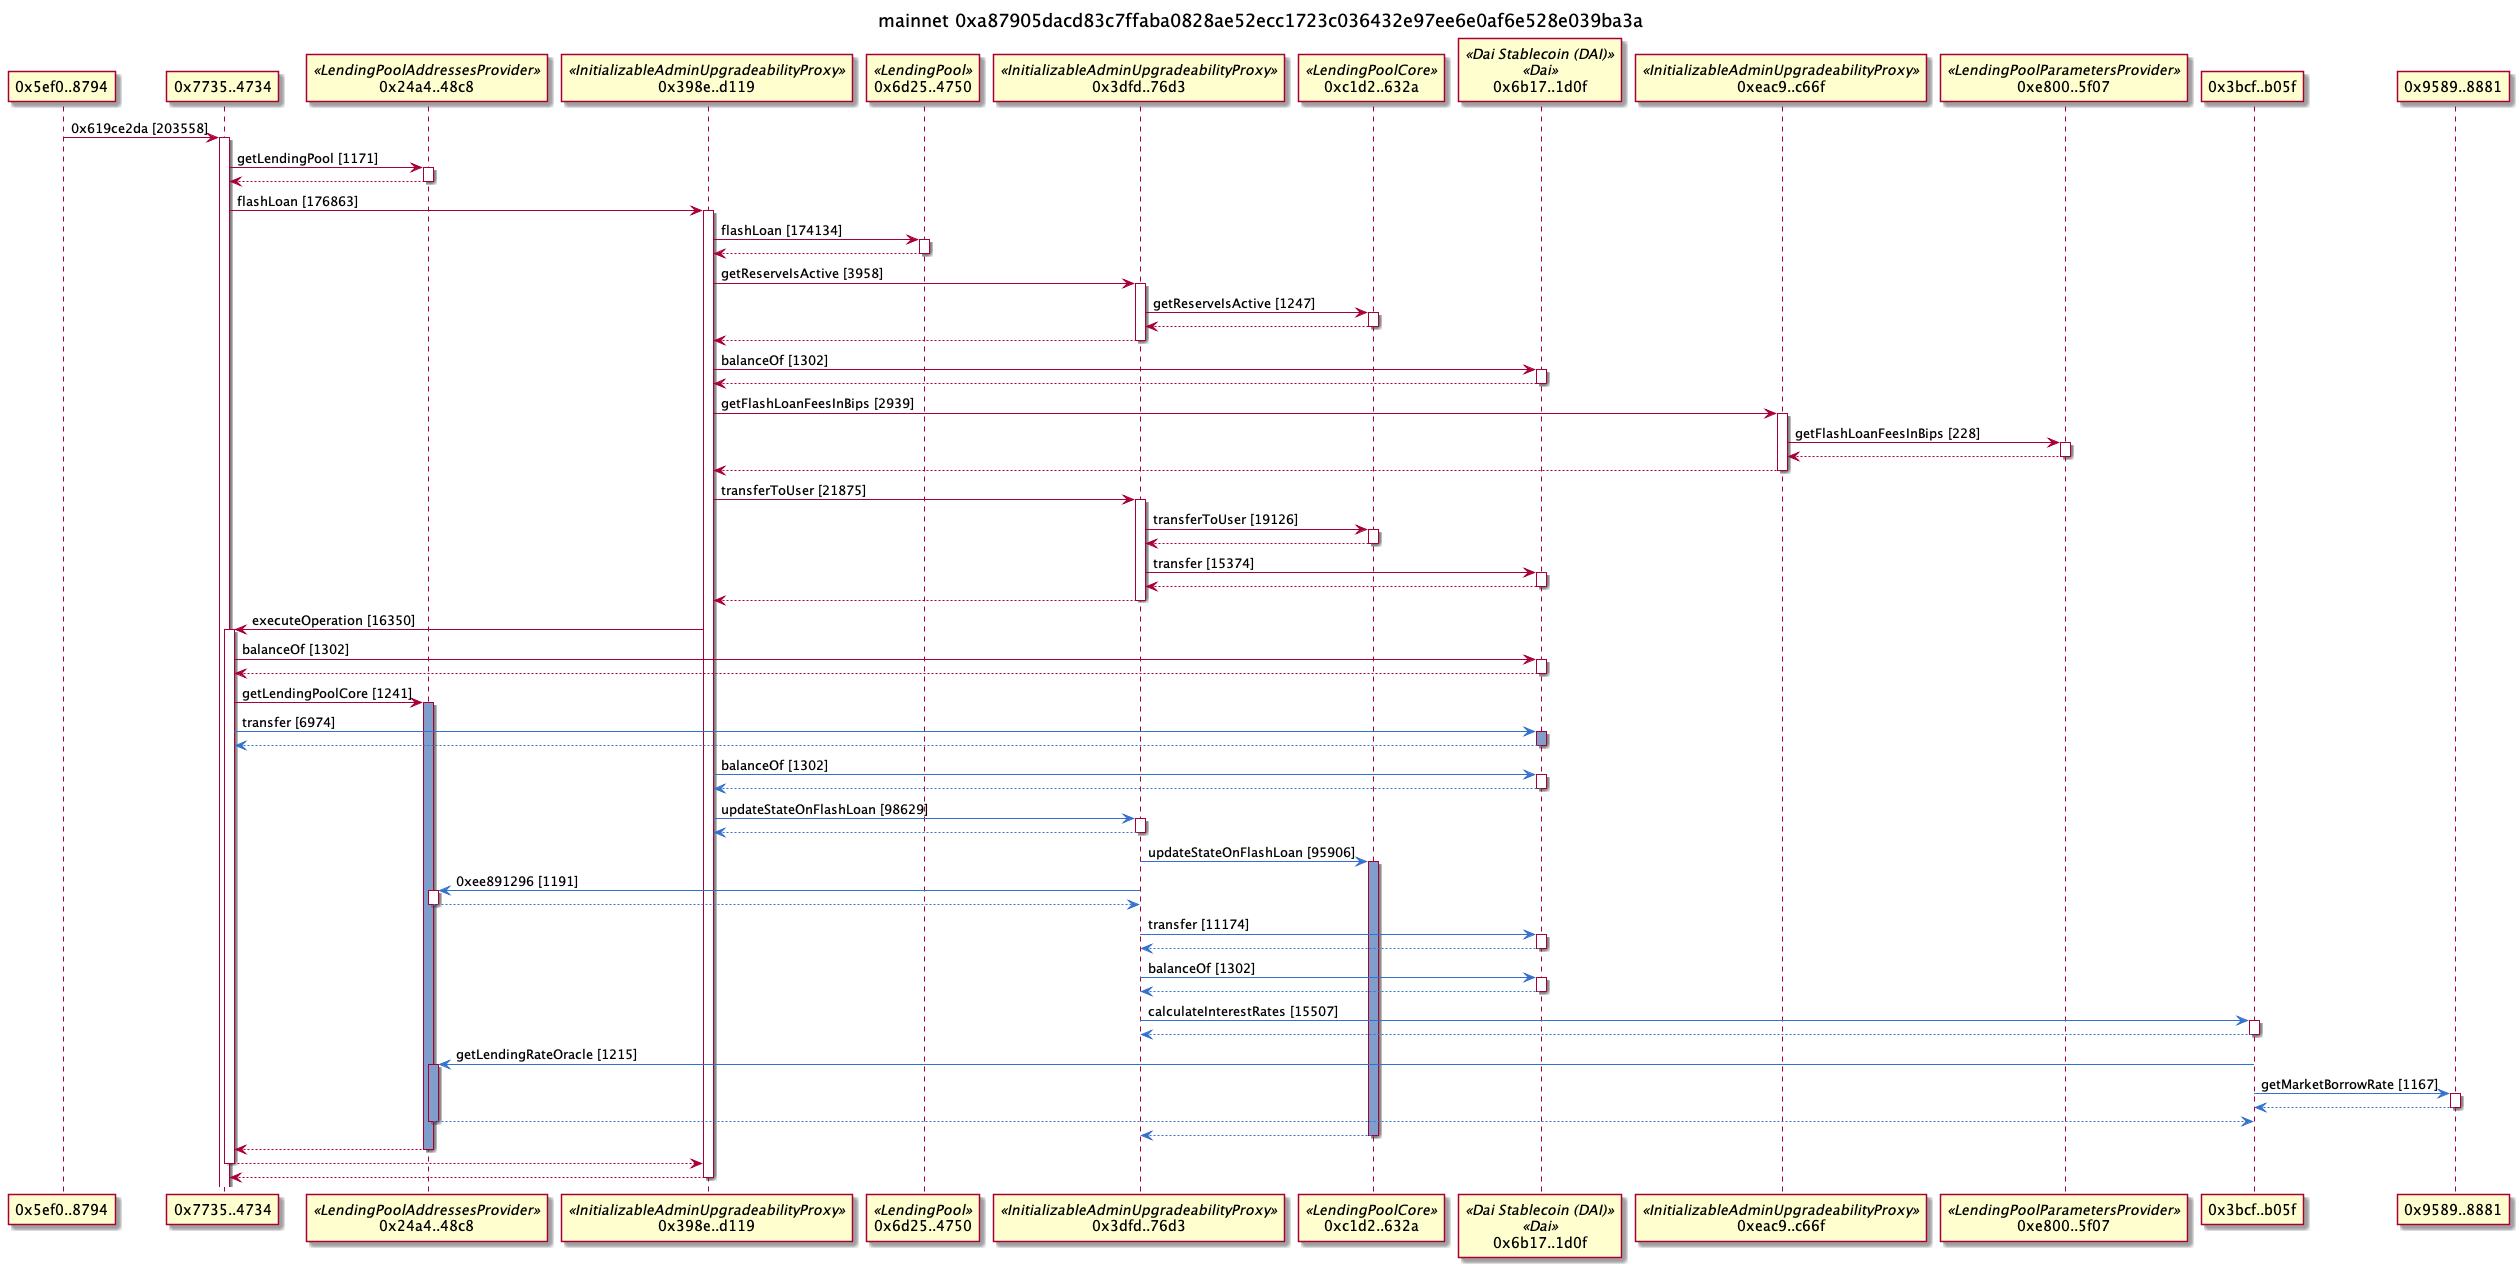 mainnet 0xa87905dacd83c7ffaba0828ae52ecc1723c036432e97ee6e0af6e528e039ba3a
0x5ef0..8794
0x7735..4734
«LendingPoolAddressesProvider»
0x24a4..48c8
«InitializableAdminUpgradeabilityProxy»
0x398e..d119
«LendingPool»
0x6d25..4750
«InitializableAdminUpgradeabilityProxy»
0x3dfd..76d3
«LendingPoolCore»
0xc1d2..632a
«Dai Stablecoin (DAI)»
«Dai»
0x6b17..1d0f
«InitializableAdminUpgradeabilityProxy»
0xeac9..c66f
«LendingPoolParametersProvider»
0xe800..5f07
0x3bcf..b05f
0x9589..8881
0x619ce2da [203558]
getLendingPool [1171]
flashLoan [176863]
flashLoan [174134]
getReserveIsActive [3958]
getReserveIsActive [1247]
balanceOf [1302]
getFlashLoanFeesInBips [2939]
getFlashLoanFeesInBips [228]
transferToUser [21875]
transferToUser [19126]
transfer [15374]
executeOperation [16350]
balanceOf [1302]
getLendingPoolCore [1241]
transfer [6974]
balanceOf [1302]
updateStateOnFlashLoan [98629]
updateStateOnFlashLoan [95906]
0xee891296 [1191]
transfer [11174]
balanceOf [1302]
calculateInterestRates [15507]
getLendingRateOracle [1215]
getMarketBorrowRate [1167]
0x5ef0..8794
0x7735..4734
«LendingPoolAddressesProvider»
0x24a4..48c8
«InitializableAdminUpgradeabilityProxy»
0x398e..d119
«LendingPool»
0x6d25..4750
«InitializableAdminUpgradeabilityProxy»
0x3dfd..76d3
«LendingPoolCore»
0xc1d2..632a
«Dai Stablecoin (DAI)»
«Dai»
0x6b17..1d0f
«InitializableAdminUpgradeabilityProxy»
0xeac9..c66f
«LendingPoolParametersProvider»
0xe800..5f07
0x3bcf..b05f
0x9589..8881